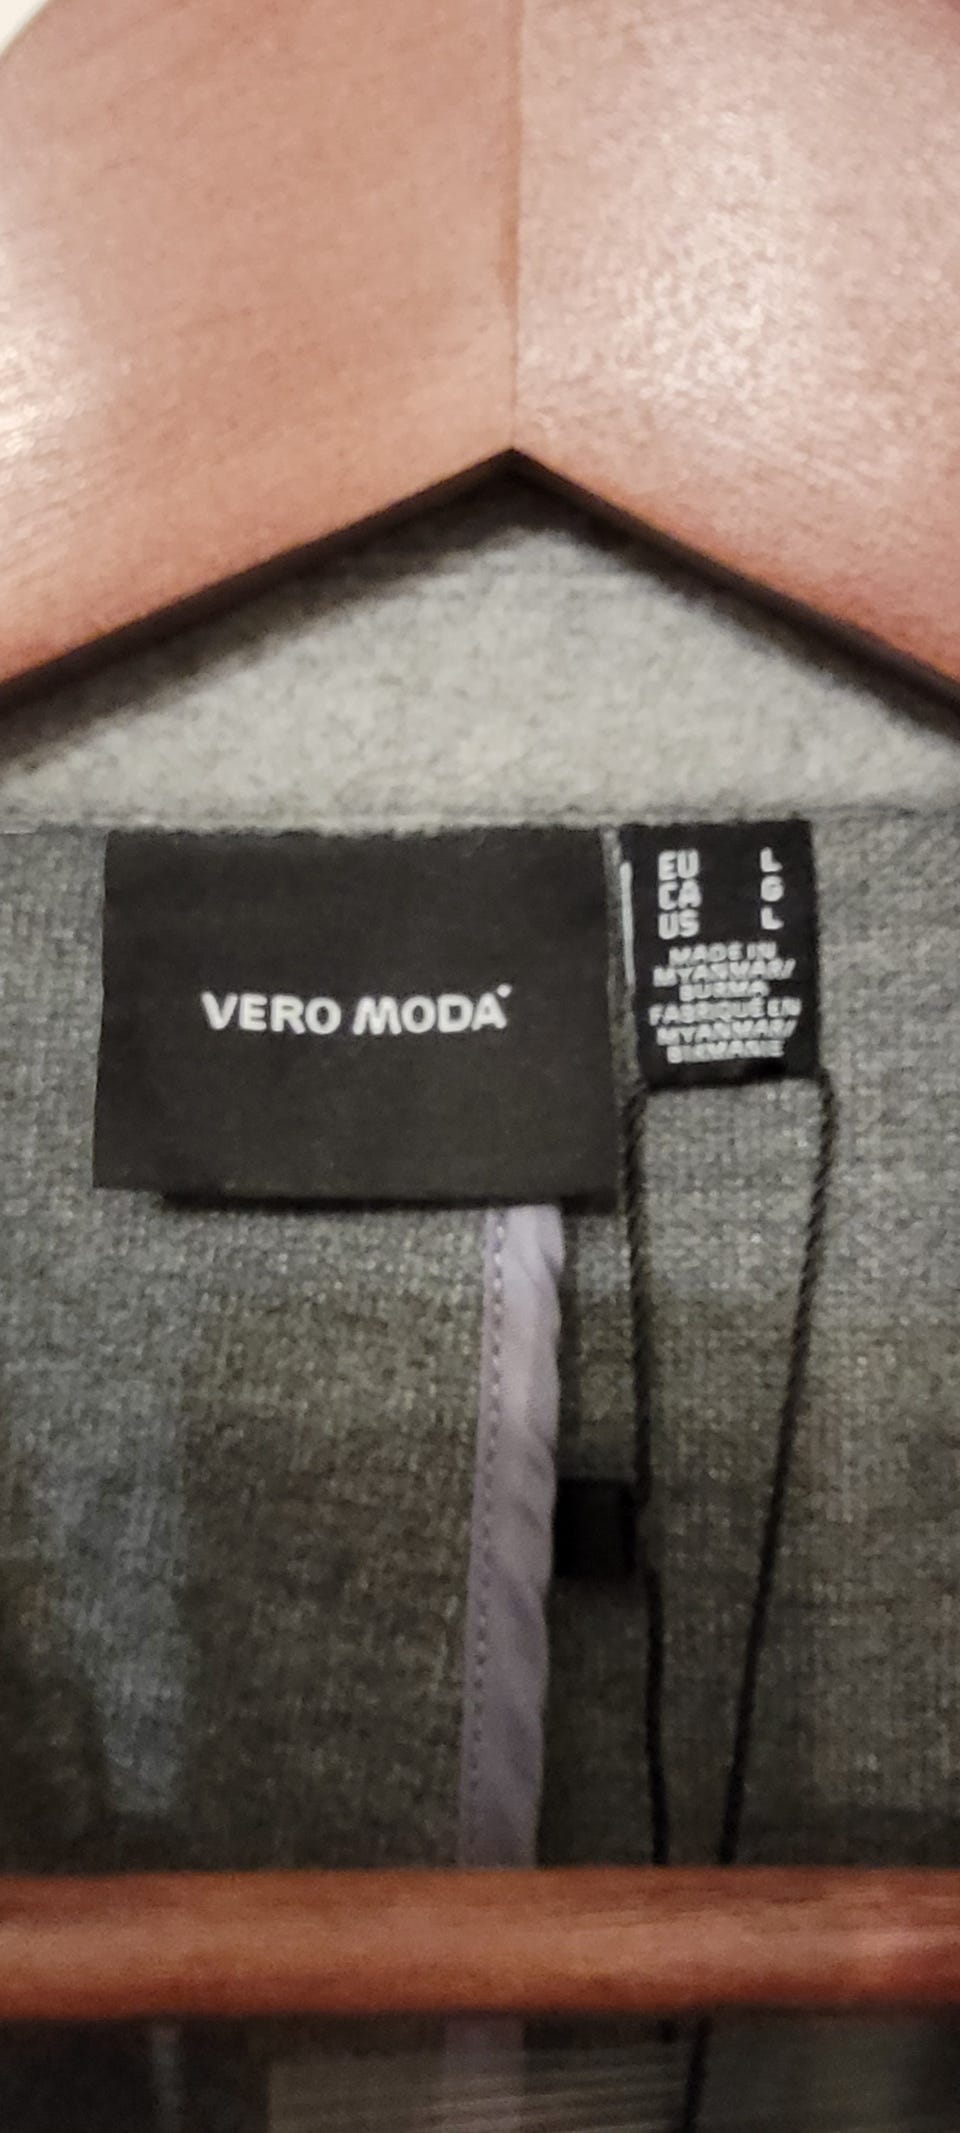 VERO MODA
EU L
CA G
US L
MADE IN
MYANMAR/
BURMA
FABRIQUÉ EN
MYANMAR/
BIRMANIE